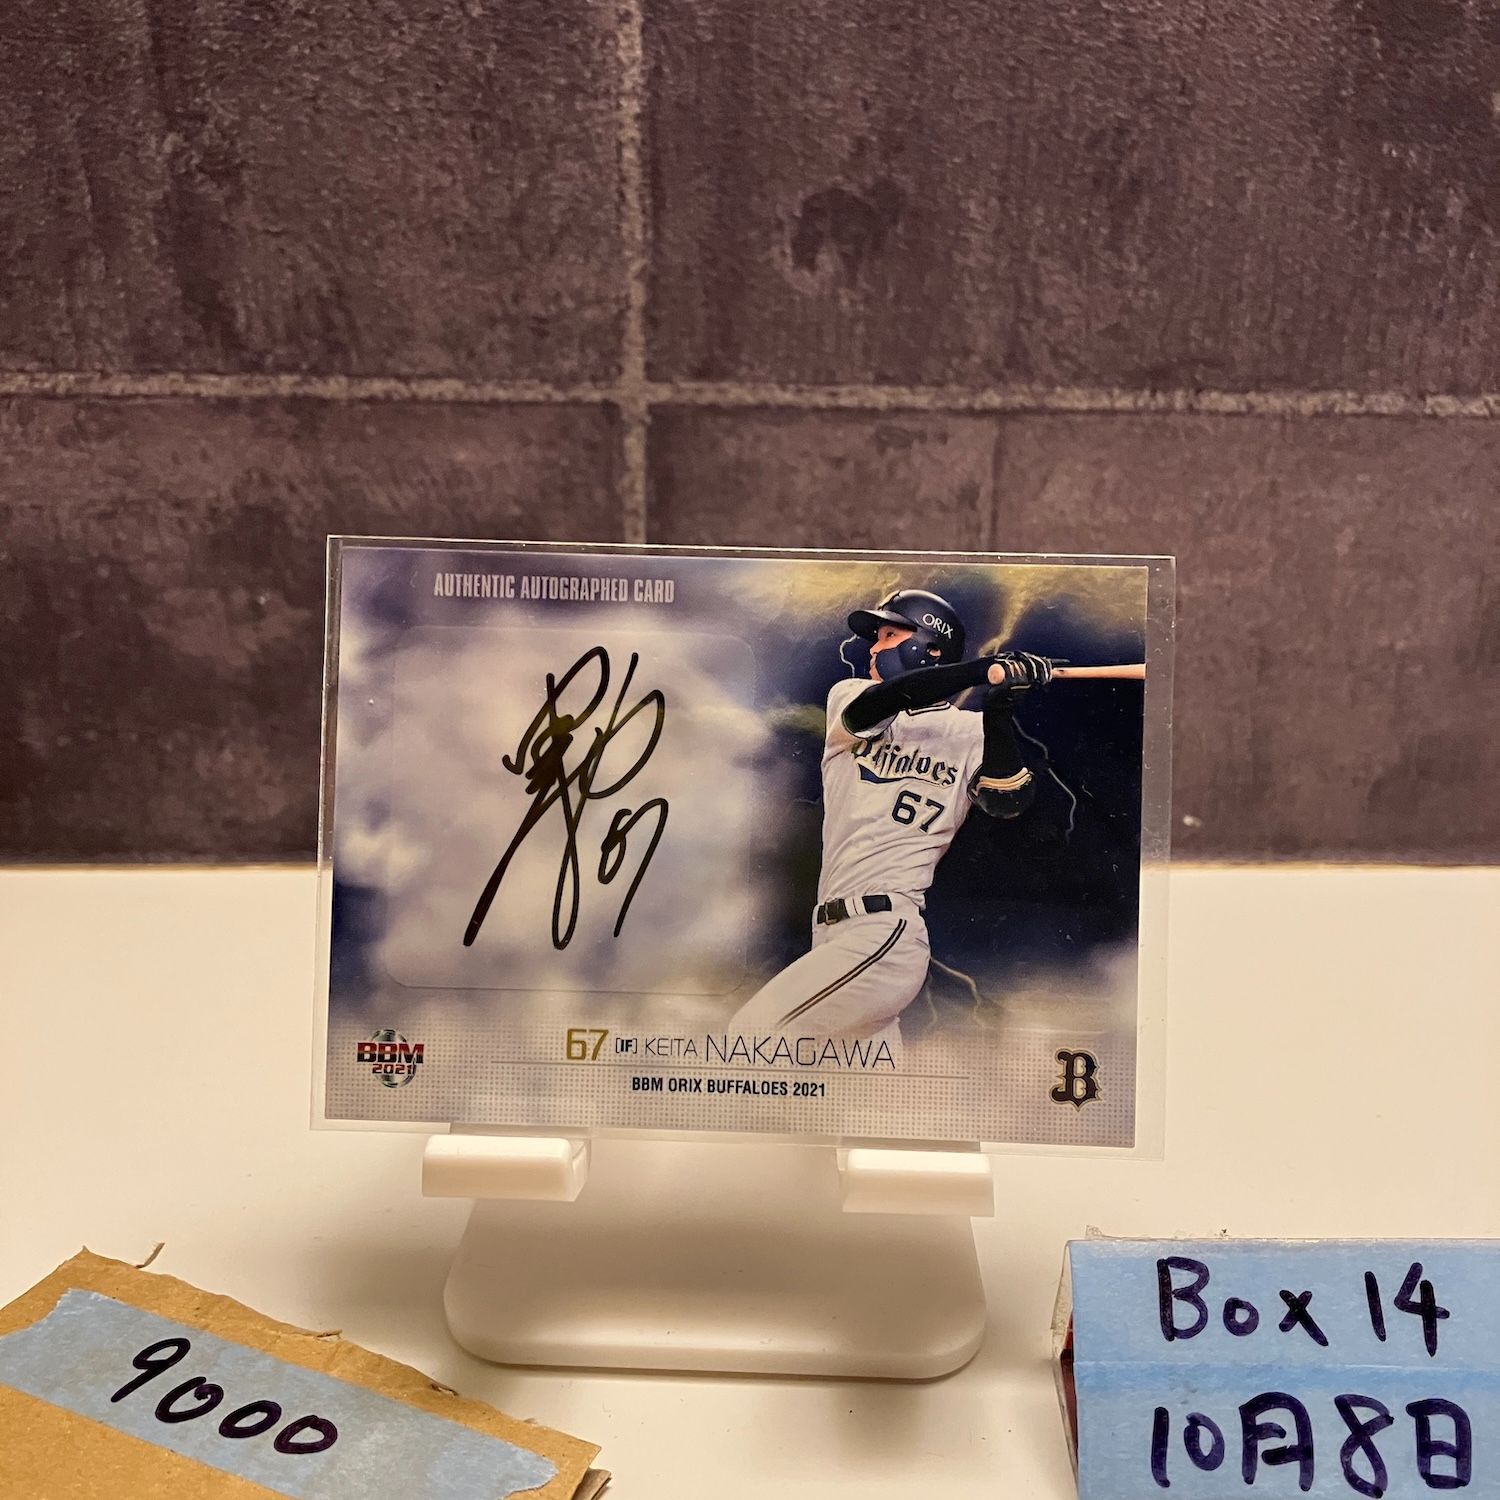 AUTHENTIC AUTOGRAPHED CARD
ORIX
Buffaloes
67
67
67 [IF] KEITA NAKAGAWA
BBM ORIX BUFFALOES 2021
BBM
2021
B
9000
Box 14
10月8日